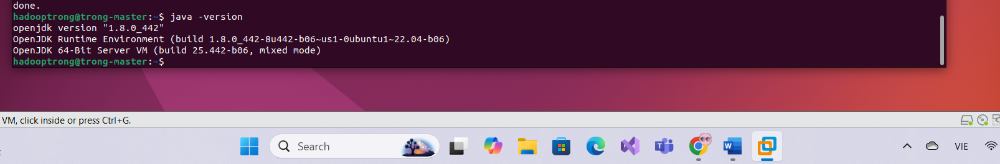 done.
hadooptrong@trong-master:~$ java -version
openjdk version "1.8.0_442"
OpenJDK Runtime Environment (build 1.8.0_442-8u442-b06~us1-0ubuntu1~22.04-b06)
OpenJDK 64-Bit Server VM (build 25.442-b06, mixed mode)
hadooptrong@trong-master:~$
VM, click inside or press Ctrl+G.
Search
VIE